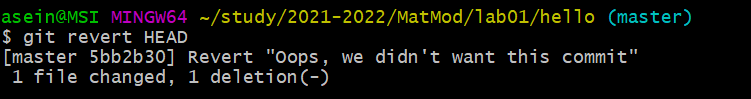 asein@MSI MINGW64 ~/study/2021-2022/MatMod/lab01/hello (master)
$ git revert HEAD
[master 5bb2b30] Revert "Oops, we didn't want this commit"
 1 file changed, 1 deletion(-)